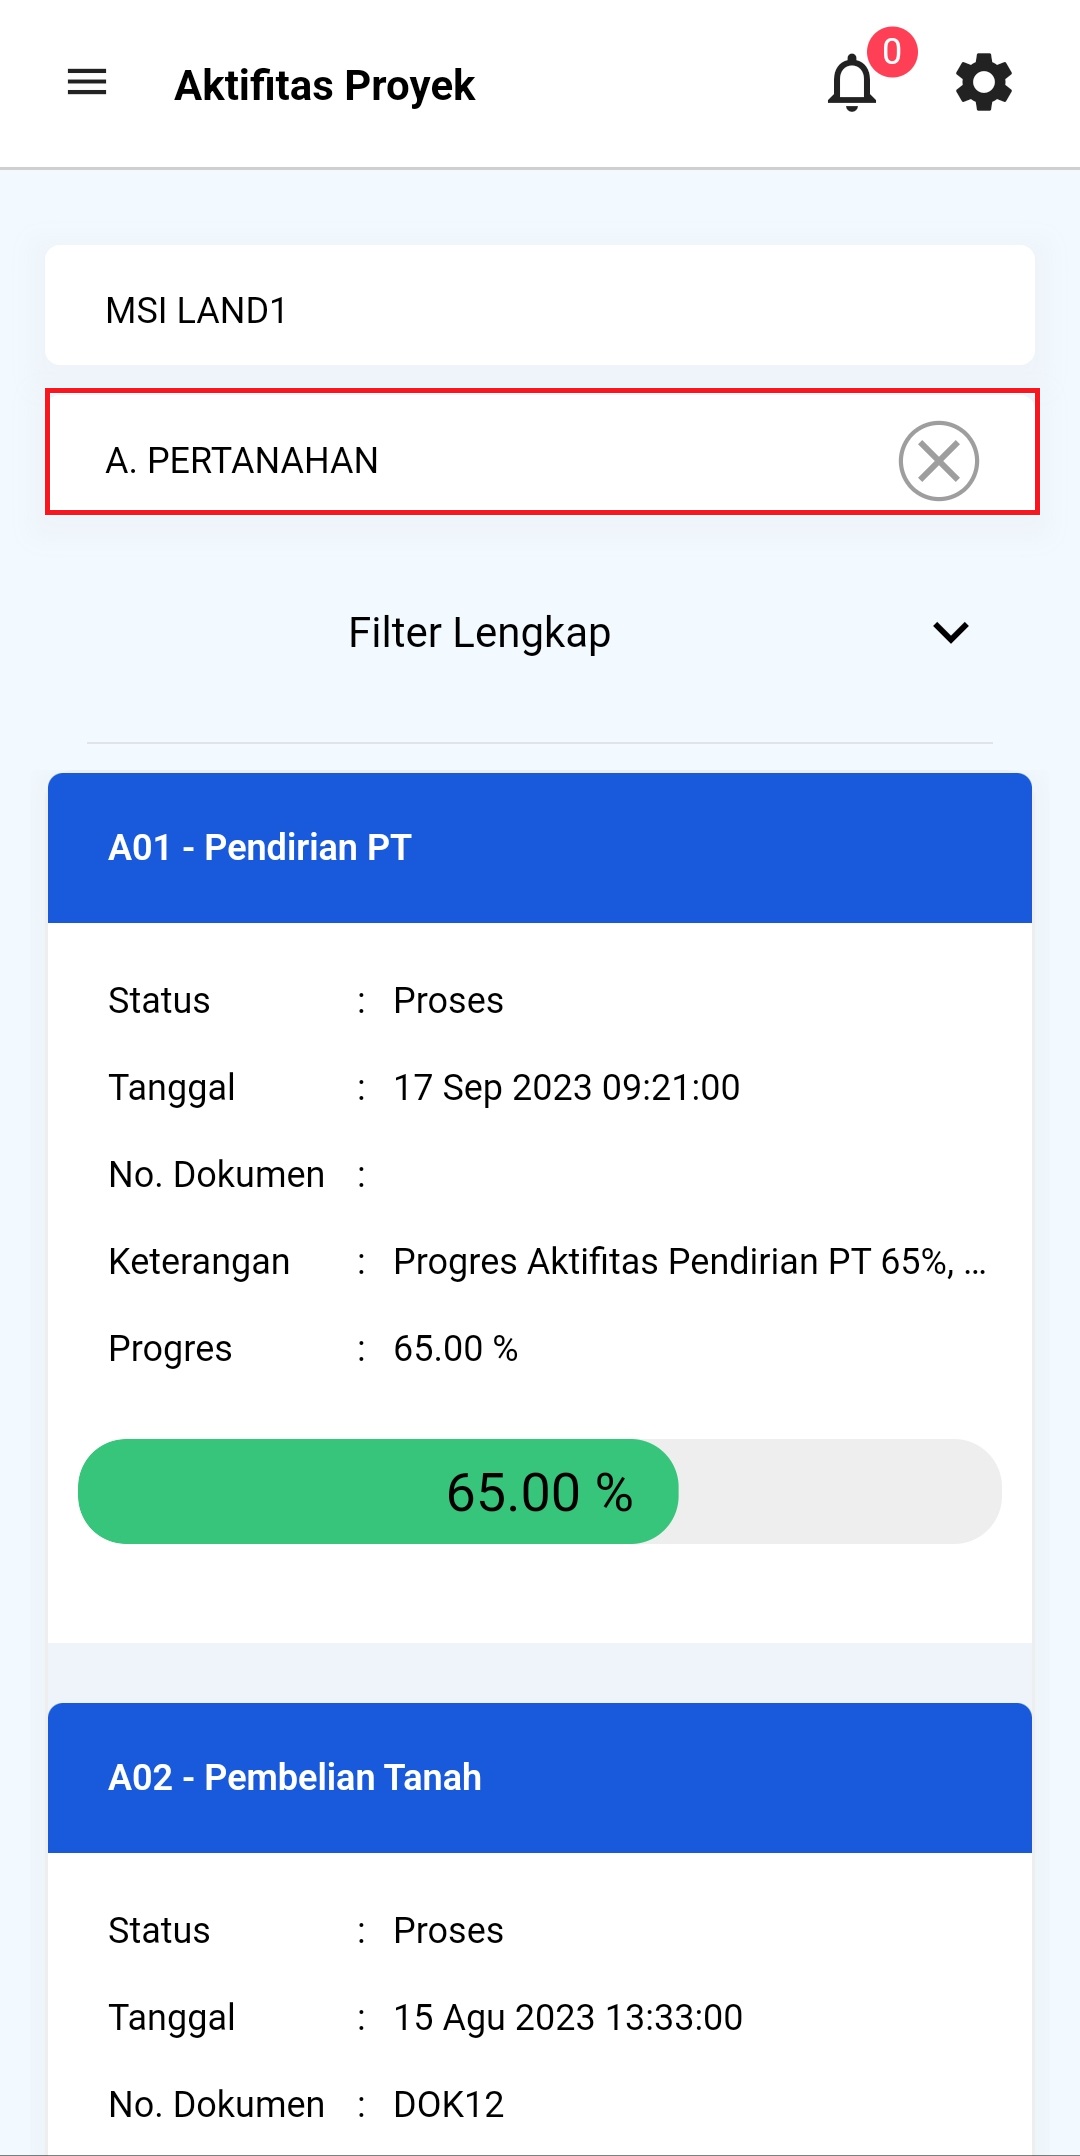 Aktifitas Proyek
0
MSI LAND1
A. PERTANAHAN
Filter Lengkap
A01 - Pendirian PT
Status : Proses
Tanggal : 17 Sep 2023 09:21:00
No. Dokumen :
Keterangan : Progres Aktifitas Pendirian PT 65%, ...
Progres : 65.00 %
65.00 %
A02 - Pembelian Tanah
Status : Proses
Tanggal : 15 Agu 2023 13:33:00
No. Dokumen : DOK12